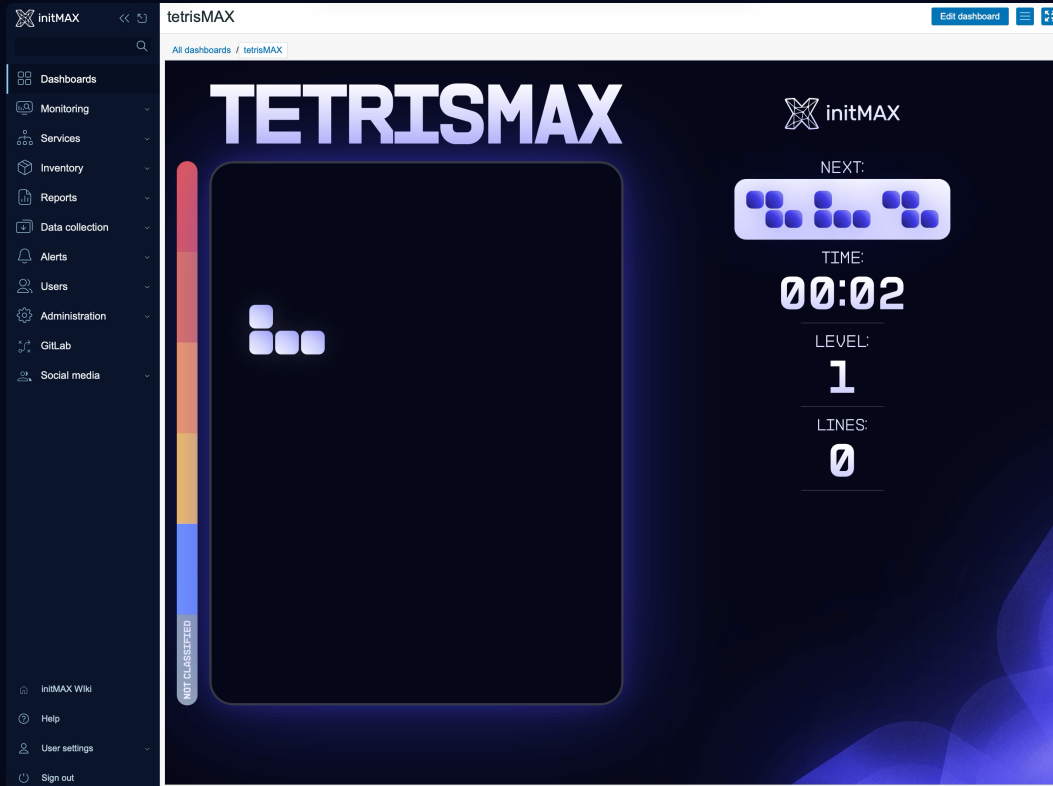 initMAX
Dashboards
Monitoring
Services
Inventory
Reports
Data collection
Alerts
Users
Administration
GitLab
Social media
initMAX WIki
Help
User settings
Sign out
tetrisMAX
Edit dashboard
All dashboards / tetrisMAX
TETRISMAX
NOT CLASSIFIED
initMAX
NEXT:
TIME:
00:02
LEVEL:
1
LINES:
0